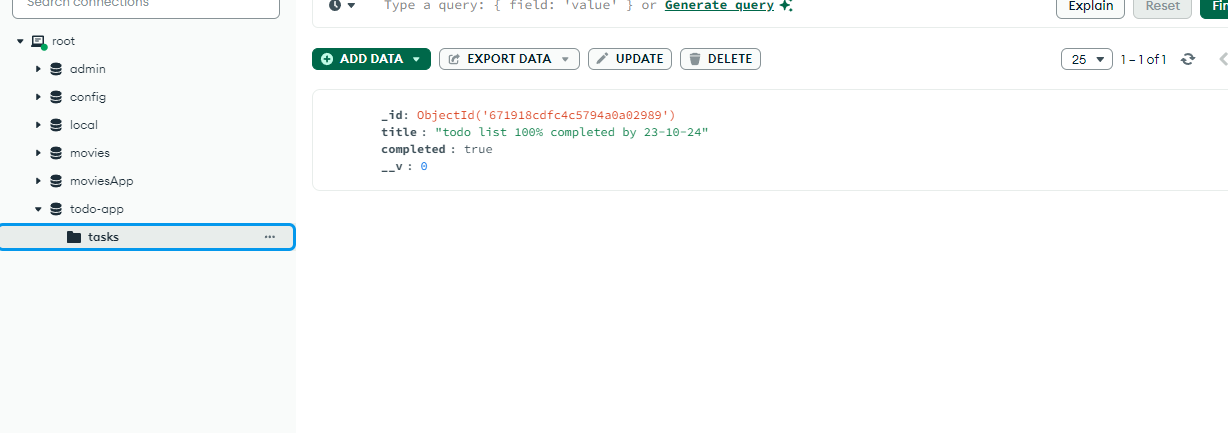 Search connections
root
admin
config
local
movies
moviesApp
todo-app
tasks
Type a query: { field: 'value' } or Generate query
Explain
Reset
ADD DATA
EXPORT DATA
UPDATE
DELETE
25
1 – 1 of 1
_id: ObjectId('671918cdfc4c5794a0a02989')
title : "todo list 100% completed by 23-10-24"
completed : true
__v : 0